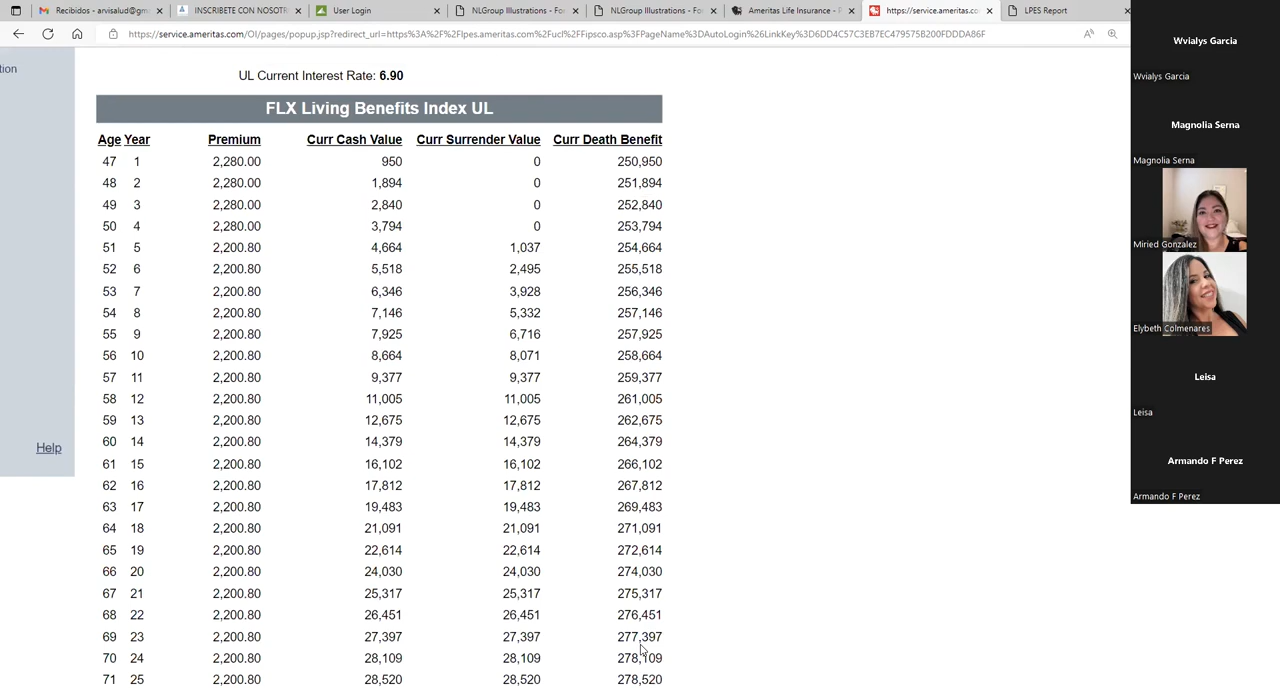 Recibidos - arvisalud@gm
INSCRIBETE CON NOSOTR
User Login
NLGroup Illustrations - Fo
NLGroup Illustrations - Fo
Ameritas Life Insurance - P
https://service.ameritas.co
LPES Report
https://service.ameritas.com/OI/pages/popup.jsp?redirect_url=https%3A%2F%2Flpes.ameritas.com%2Fucl%2Ffipsco.asp%3FPageName%3DAutoLogin%26LinkKey%3D6DD4C57C3EB7EC479575B200FDDDA86F
tion
UL Current Interest Rate: 6.90
FLX Living Benefits Index UL
Age Year Premium Curr Cash Value Curr Surrender Value Curr Death Benefit
47 1 2,280.00 950 0 250,950
48 2 2,280.00 1,894 0 251,894
49 3 2,280.00 2,840 0 252,840
50 4 2,280.00 3,794 0 253,794
51 5 2,200.80 4,664 1,037 254,664
52 6 2,200.80 5,518 2,495 255,518
53 7 2,200.80 6,346 3,928 256,346
54 8 2,200.80 7,146 5,332 257,146
55 9 2,200.80 7,925 6,716 257,925
56 10 2,200.80 8,664 8,071 258,664
57 11 2,200.80 9,377 9,377 259,377
58 12 2,200.80 11,005 11,005 261,005
59 13 2,200.80 12,675 12,675 262,675
60 14 2,200.80 14,379 14,379 264,379
61 15 2,200.80 16,102 16,102 266,102
62 16 2,200.80 17,812 17,812 267,812
63 17 2,200.80 19,483 19,483 269,483
64 18 2,200.80 21,091 21,091 271,091
65 19 2,200.80 22,614 22,614 272,614
66 20 2,200.80 24,030 24,030 274,030
67 21 2,200.80 25,317 25,317 275,317
68 22 2,200.80 26,451 26,451 276,451
69 23 2,200.80 27,397 27,397 277,397
70 24 2,200.80 28,109 28,109 278,109
71 25 2,200.80 28,520 28,520 278,520
Help
Wvialys Garcia
Wvialys Garcia
Magnolia Serna
Magnolia Serna
Miried Gonzalez
Elybeth Colmenares
Leisa
Leisa
Armando F Perez
Armando F Perez